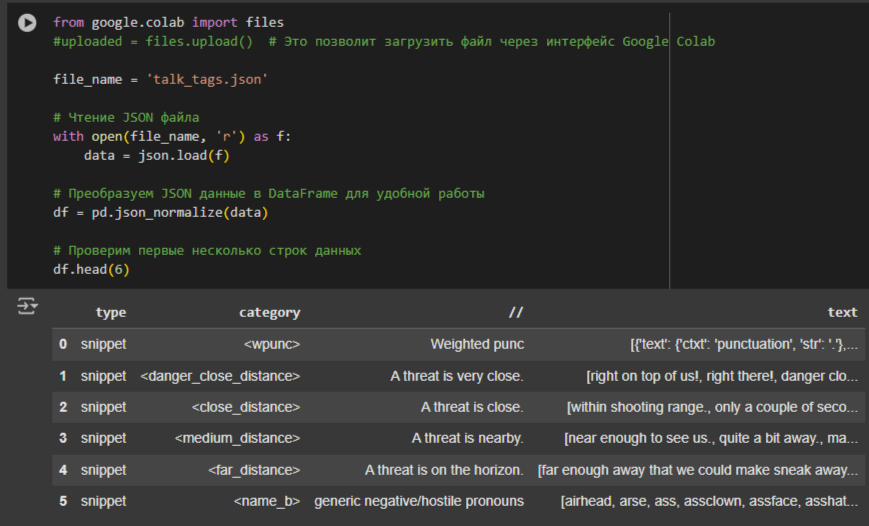 from google.colab import files
#uploaded = files.upload()  # Это позволит загрузить файл через интерфейс Google Colab
file_name = 'talk_tags.json'
# Чтение JSON файла
with open(file_name, 'r') as f:
    data = json.load(f)
# Преобразуем JSON данные в DataFrame для удобной работы
df = pd.json_normalize(data)
# Проверим первые несколько строк данных
df.head(6)
type category // text
0 snippet <wpunc> Weighted punc [{'text': {'ctxt': 'punctuation', 'str': '.'},...
1 snippet <danger_close_distance> A threat is very close. [right on top of us!, right there!, danger clo...
2 snippet <close_distance> A threat is close. [within shooting range., only a couple of seco...
3 snippet <medium_distance> A threat is nearby. [near enough to see us., quite a bit away., ma...
4 snippet <far_distance> A threat is on the horizon. [far enough away that we could make sneak away...
5 snippet <name_b> generic negative/hostile pronouns [airhead, arse, ass, assclown, assface, asshat...